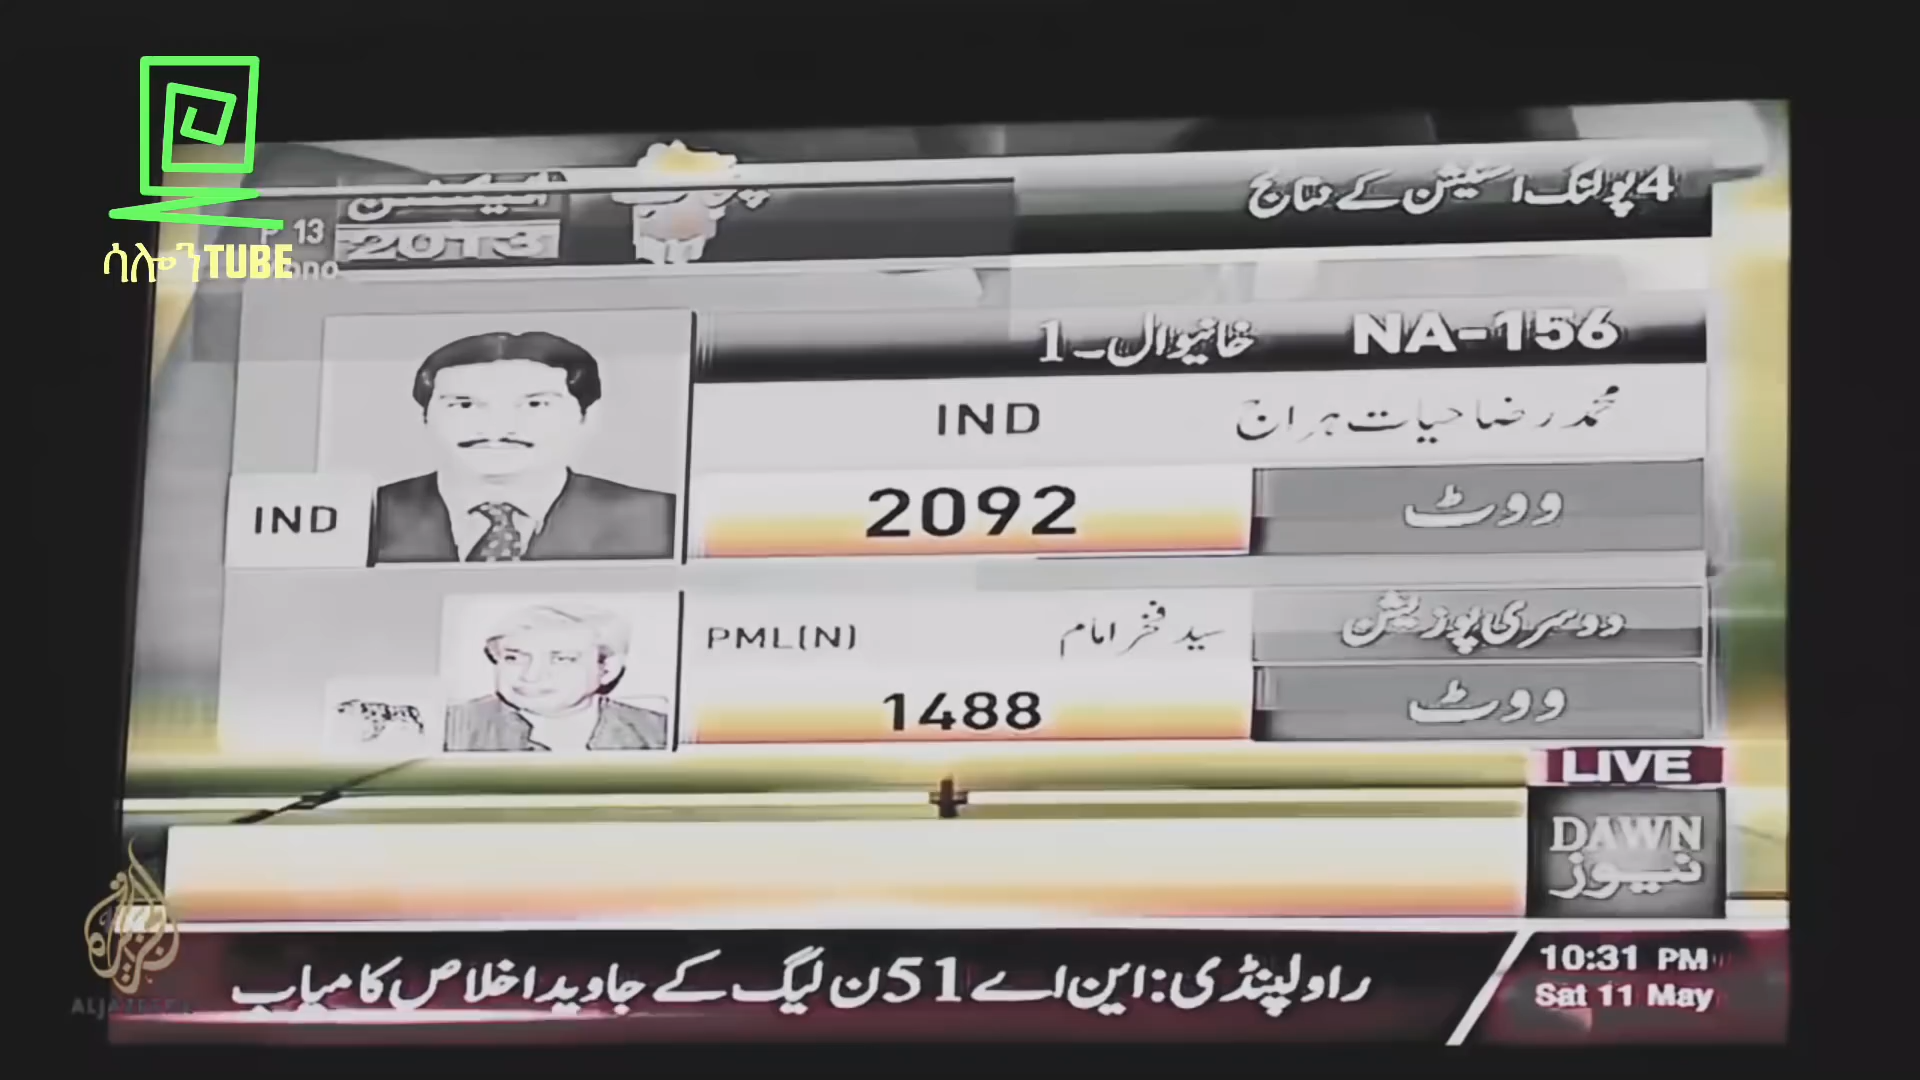 4 پولنگ اسٹیشن کے نتائج
الیکشن
2013
13
ሳሎንTUBE
NA-156 خانیوال۔1
محمد رضا حیات ہراج IND
ووٹ 2092
IND
دوسری پوزیشن سید فخر امام PML(N)
ووٹ 1488
LIVE
DAWN
نیوز
راولپنڈی: این اے 51 ن لیگ کے جاوید اخلاص کامیاب
10:31 PM
Sat 11 May